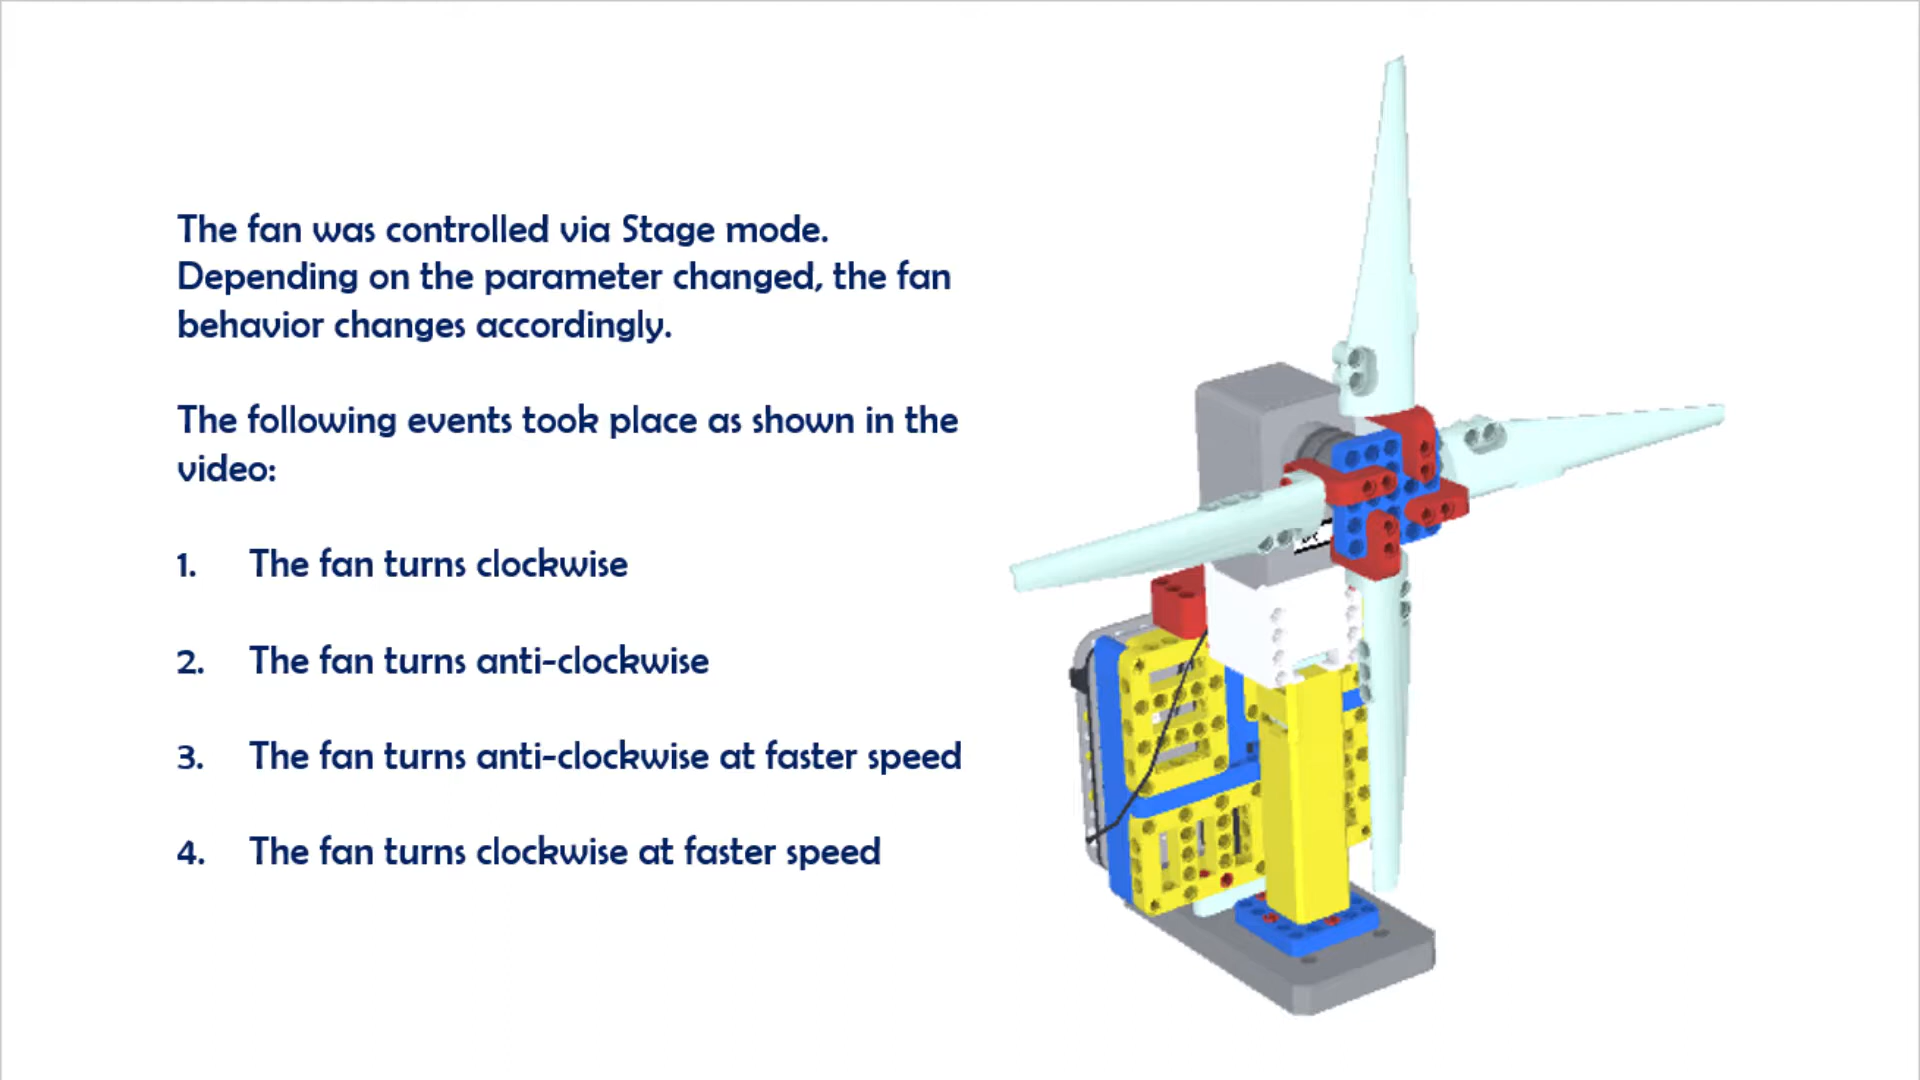 The fan was controlled via Stage mode.
Depending on the parameter changed, the fan
behavior changes accordingly.
The following events took place as shown in the
video:
1. The fan turns clockwise
2. The fan turns anti-clockwise
3. The fan turns anti-clockwise at faster speed
4. The fan turns clockwise at faster speed